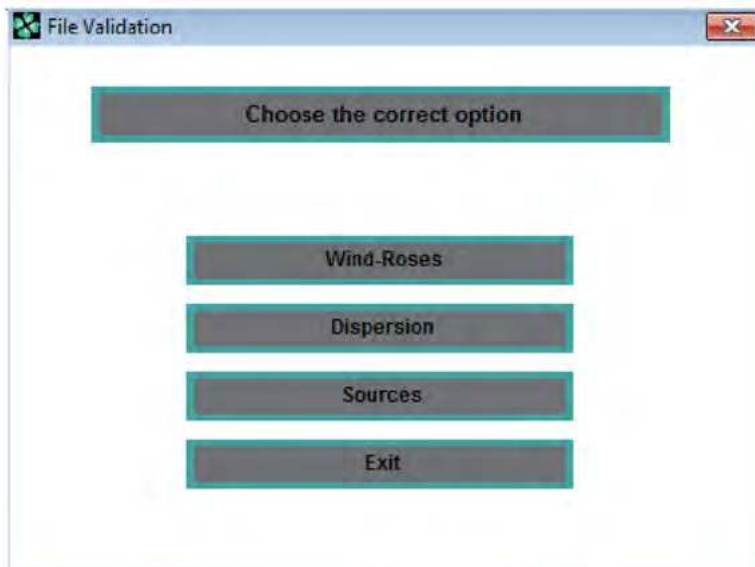 File Validation
Choose the correct option
Wind-Roses
Dispersion
Sources
Exit